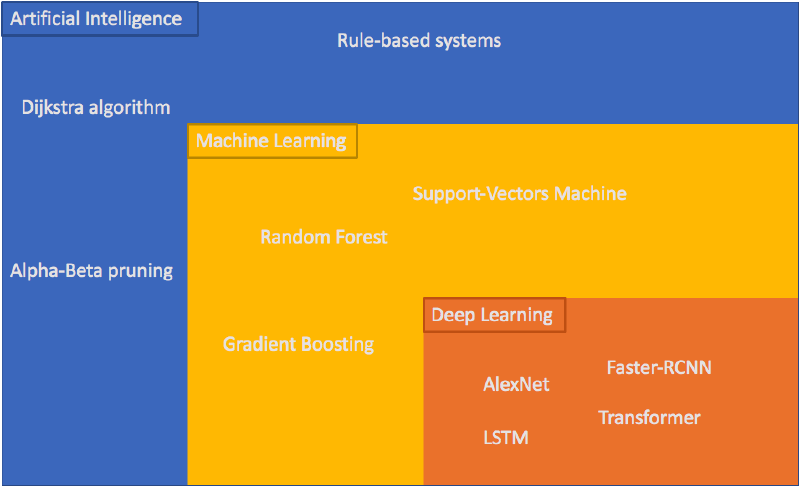 Artificial Intelligence
Rule-based systems
Dijkstra algorithm
Machine Learning
Support-Vectors Machine
Random Forest
Alpha-Beta pruning
Deep Learning
Gradient Boosting
Faster-RCNN
AlexNet
Transformer
LSTM